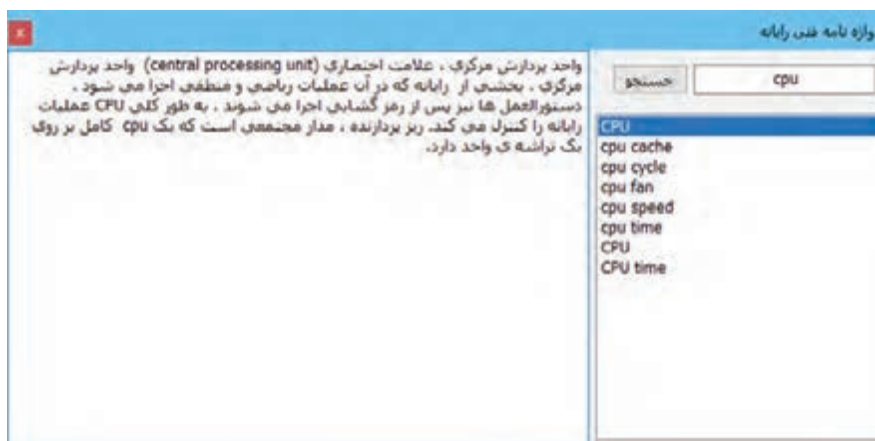 واژه نامه فنی رایانه
x
cpu
جستجو
CPU
cpu cache
cpu cycle
cpu fan
cpu speed
cpu time
CPU
CPU time
واحد پردازش مرکزی ، علامت اختصاری (central processing unit) واحد پردازش
مرکزی ، بخشی از رایانه که در آن عملیات ریاضی و منطقی اجرا می شود ،
دستورالعمل ها نیز پس از رمز گشایی اجرا می شوند ، به طور کلی CPU عملیات
رایانه را کنترل می کند. ریز پردازنده ، مدار مجتمعی است که یک cpu کامل بر روی
یک تراشه ی واحد دارد.